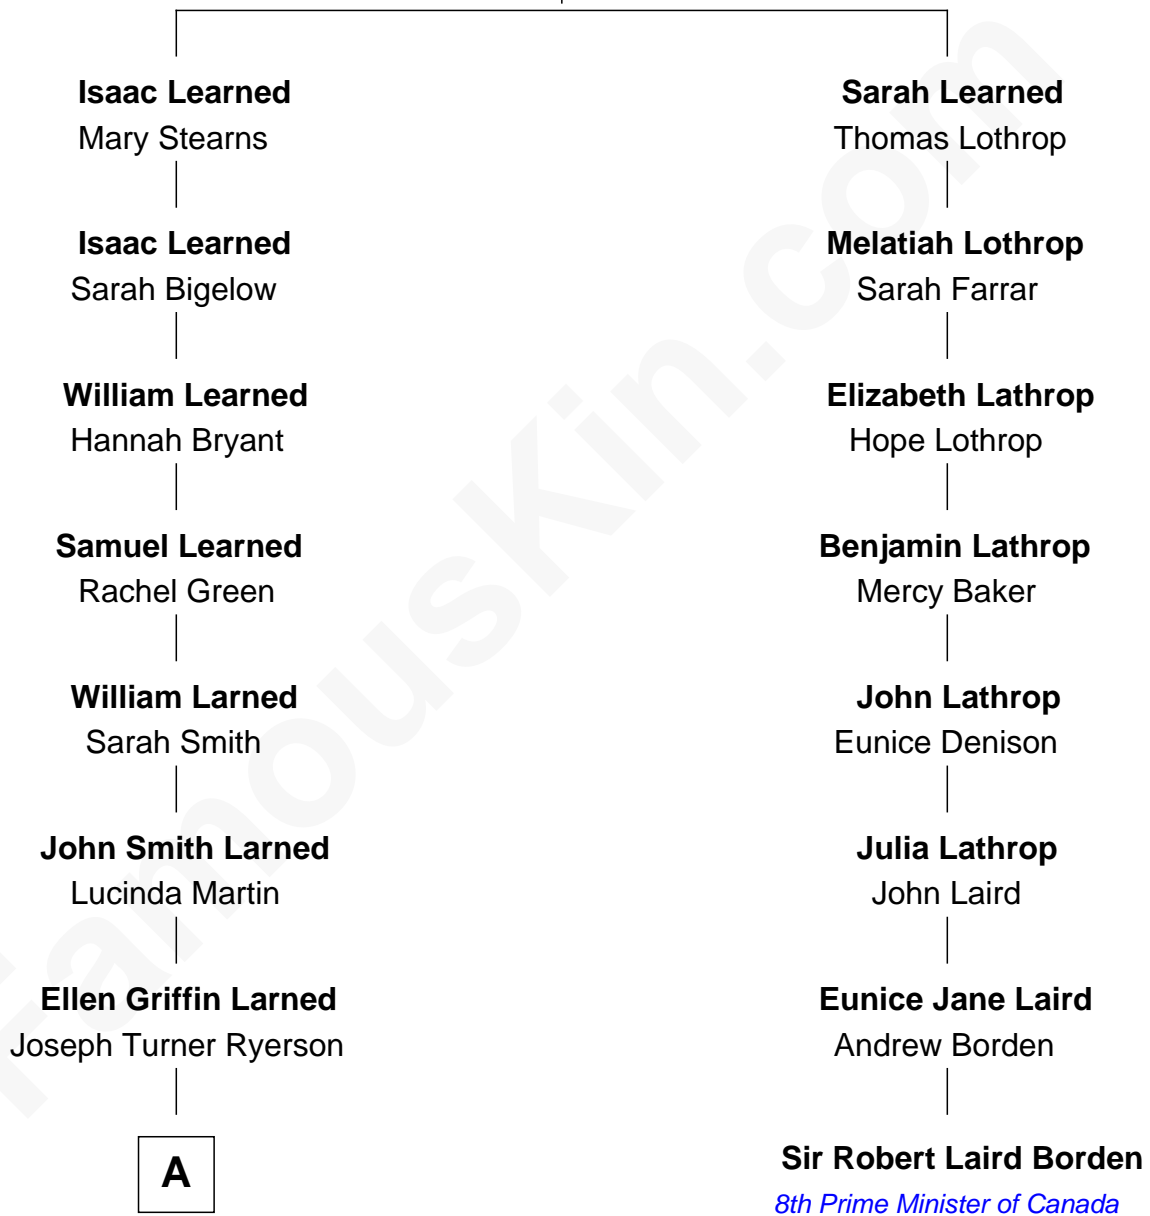 Isaac Learned
Mary Stearns
Sarah Learned
Thomas Lothrop
Isaac Learned
Sarah Bigelow
Melatiah Lothrop
Sarah Farrar
William Learned
Hannah Bryant
Elizabeth Lathrop
Hope Lothrop
Samuel Learned
Rachel Green
Benjamin Lathrop
Mercy Baker
William Larned
Sarah Smith
John Lathrop
Eunice Denison
John Smith Larned
Lucinda Martin
Julia Lathrop
John Laird
Ellen Griffin Larned
Joseph Turner Ryerson
Eunice Jane Laird
Andrew Borden
A
Sir Robert Laird Borden
8th Prime Minister of Canada
FamousKin.com